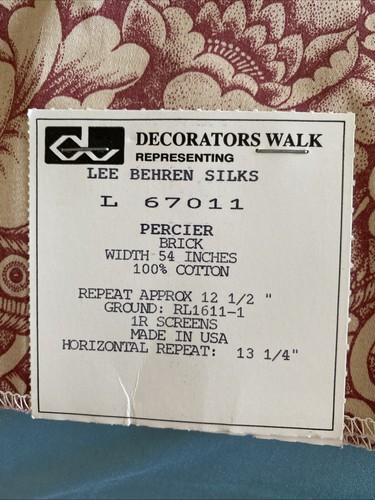 DECORATORS WALK
REPRESENTING
LEE BEHREN SILKS
L 67011
PERCIER
BRICK
WIDTH 54 INCHES
100% COTTON
REPEAT APPROX 12 1/2 "
GROUND: RL1611-1
1R SCREENS
MADE IN USA
HORIZONTAL REPEAT: 13 1/4"